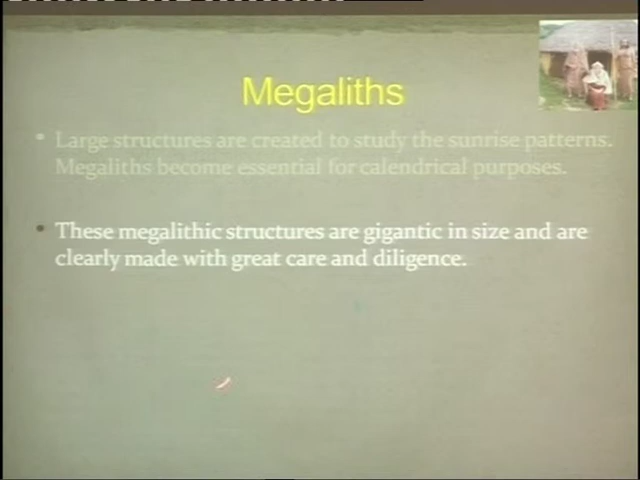 Megaliths
Large structures are created to study the sunrise patterns.
Megaliths become essential for calendrical purposes.
These megalithic structures are gigantic in size and are
clearly made with great care and diligence.